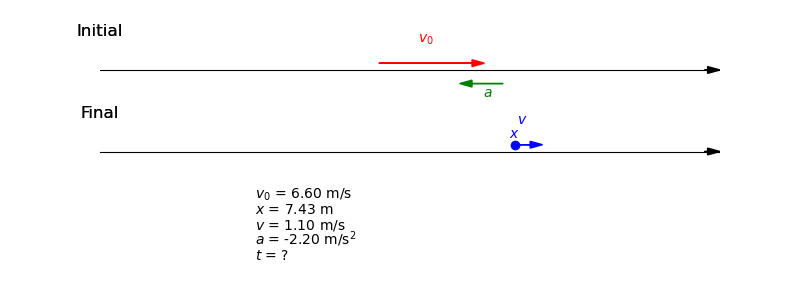 Initial
v₀
a
Final
v
x
v₀ = 6.60 m/s
x = 7.43 m
v = 1.10 m/s
a = -2.20 m/s²
t = ?